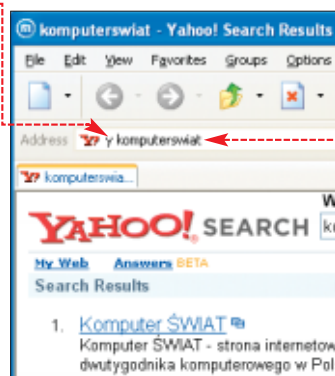 komputerswiat - Yahoo! Search Results
File Edit View Favorites Groups Options
Address y komputerswiat
komputerswia...
YAHOO! SEARCH
My Web Answers BETA
Search Results
1. Komputer ŚWIAT
Komputer ŚWIAT - strona internetow
dwutygodnika komputerowego w Pol